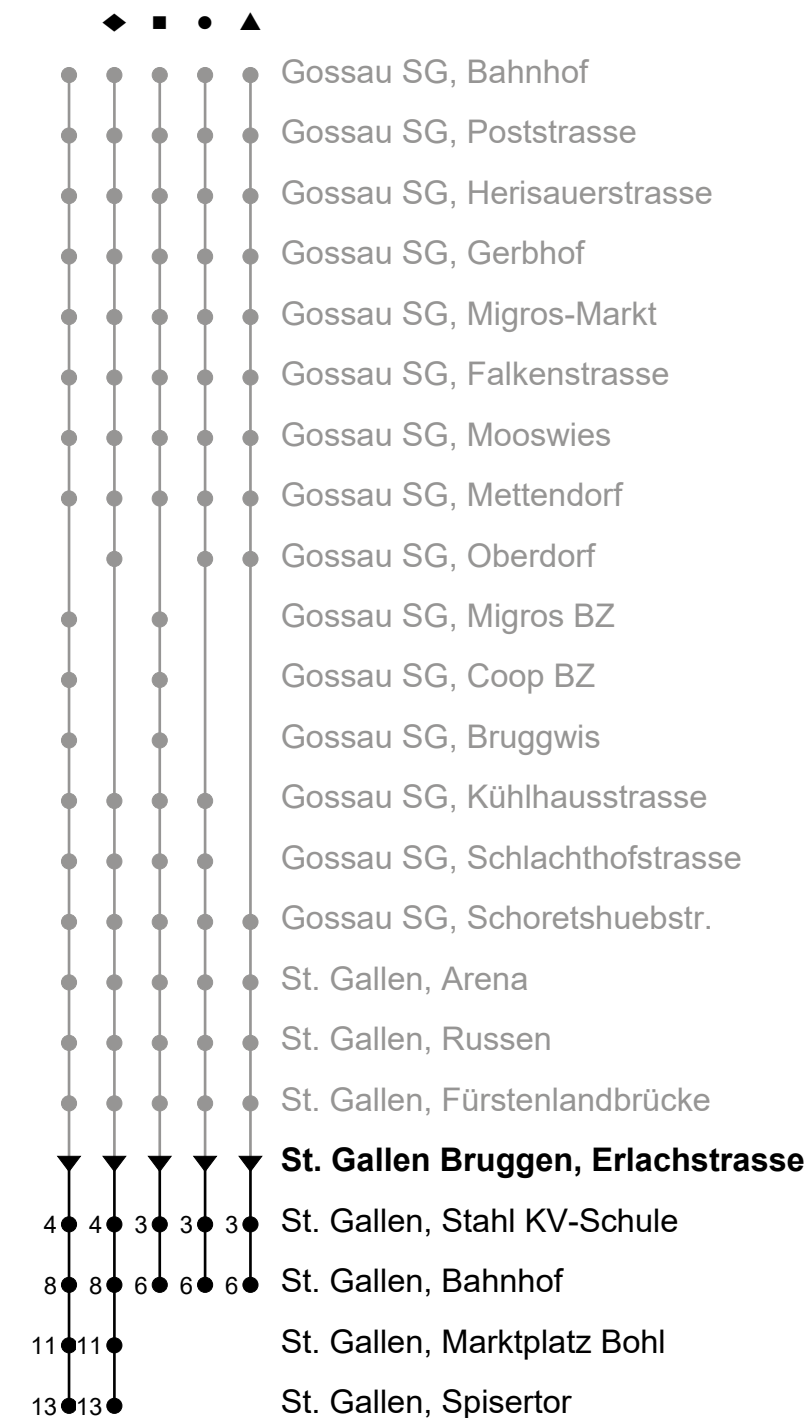 Gossau SG, Bahnhof
Gossau SG, Poststrasse
Gossau SG, Herisauerstrasse
Gossau SG, Gerbhof
Gossau SG, Migros-Markt
Gossau SG, Falkenstrasse
Gossau SG, Mooswies
Gossau SG, Mettendorf
Gossau SG, Oberdorf
Gossau SG, Migros BZ
Gossau SG, Coop BZ
Gossau SG, Bruggwis
Gossau SG, Kühlhausstrasse
Gossau SG, Schlachthofstrasse
Gossau SG, Schoretshuebstr.
St. Gallen, Arena
St. Gallen, Russen
St. Gallen, Fürstenlandbrücke
St. Gallen Bruggen, Erlachstrasse
4 4 3 3 3 St. Gallen, Stahl KV-Schule
8 8 6 6 6 St. Gallen, Bahnhof
11 11 St. Gallen, Marktplatz Bohl
13 13 St. Gallen, Spisertor